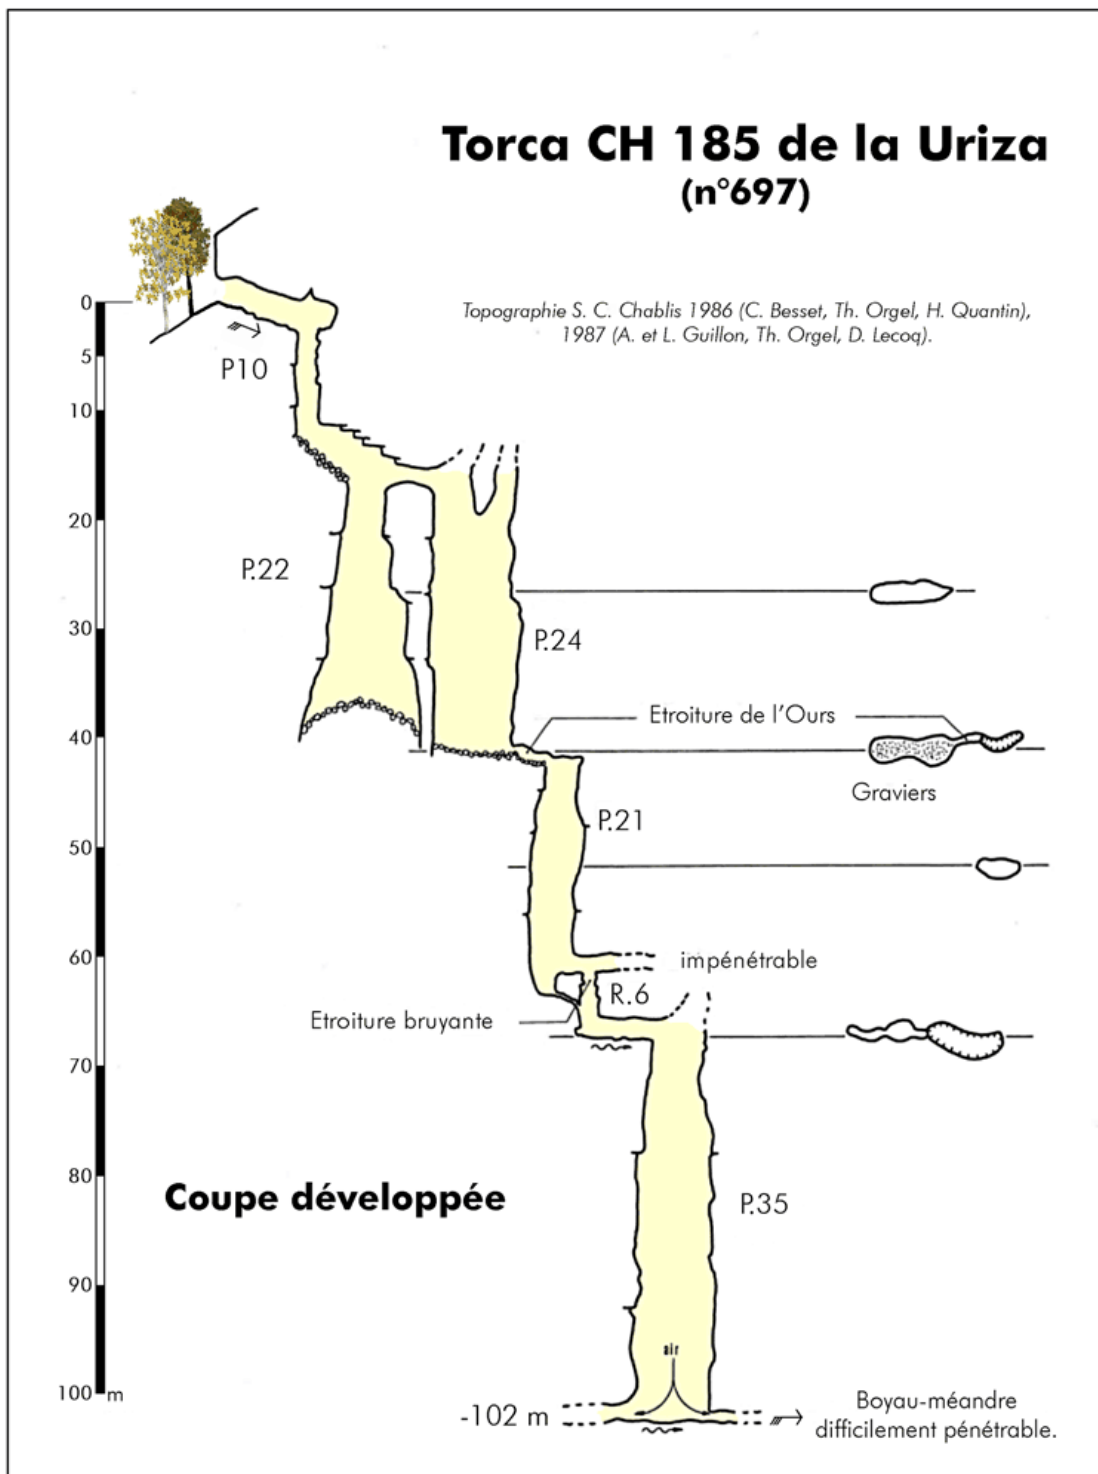 Torca CH 185 de la Uriza
(n°697)
Topographie S. C. Chablis 1986 (C. Besset, Th. Orgel, H. Quantin),
1987 (A. et L. Guillon, Th. Orgel, D. Lecoq).
0
5
P10
10
20
P.22
30
P.24
Etroiture de l'Ours
40
Graviers
P.21
50
60
impénétrable
R.6
Etroiture bruyante
70
80
Coupe développée
P.35
90
air
100 m
-102 m
Boyau-méandre
difficilement pénétrable.